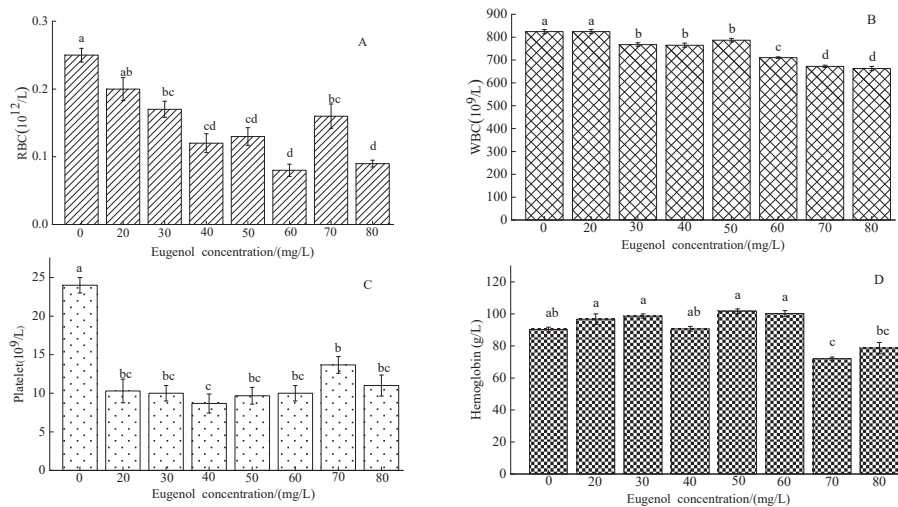 A
RBC(10¹²/L)
0.3
0.2
0.1
0.0
a
ab
bc
cd
cd
d
bc
d
0 20 30 40 50 60 70 80
Eugenol concentration/(mg/L)
B
WBC(10⁹/L)
900
800
700
600
500
400
300
200
100
0
a
a
b
b
b
c
d
d
0 20 30 40 50 60 70 80
Eugenol concentration/(mg/L)
C
Platelet(10⁹/L)
25
20
15
10
5
0
a
bc
bc
c
bc
bc
b
bc
0 20 30 40 50 60 70 80
Eugenol concentration/(mg/L)
D
Hemoglobin (g/L)
120
100
80
60
40
20
0
ab
a
a
ab
a
a
c
bc
0 20 30 40 50 60 70 80
Eugenol concentration/(mg/L)